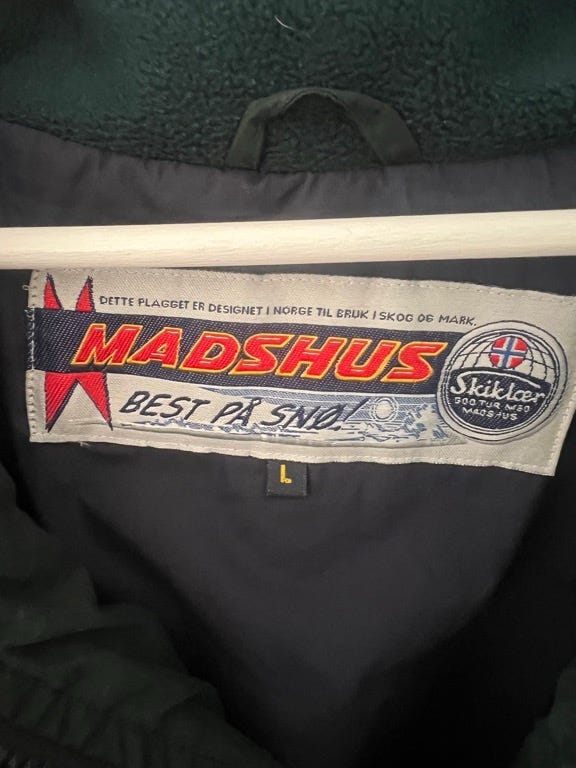 DETTE PLAGGET ER DESIGNET I NORGE TIL BRUK I SKOG OG MARK.
MADSHUS
BEST PÅ SNØ!
Skiklær
GOD TUR MED
MADSHUS
L